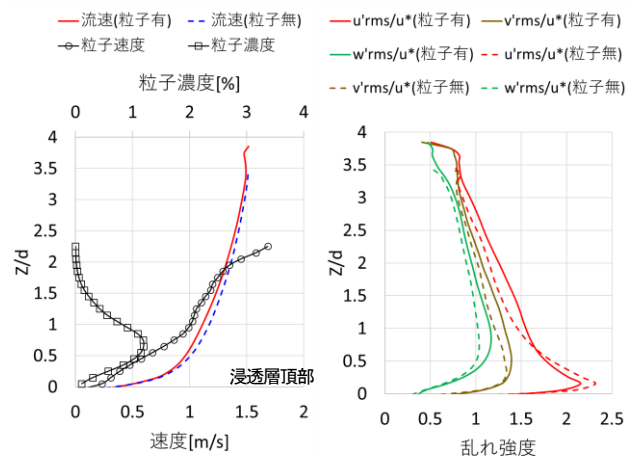 流速(粒子有) 流速(粒子無)
粒子速度 粒子濃度
粒子濃度[%]
0 1 2 3 4
4
3.5
3
2.5
2
1.5
1
0.5
0
Z/d
浸透層頂部
0 0.5 1 1.5 2
速度[m/s]
u'rms/u*(粒子有) v'rms/u*(粒子有)
w'rms/u*(粒子有) u'rms/u*(粒子無)
v'rms/u*(粒子無) w'rms/u*(粒子無)
4
3.5
3
2.5
2
1.5
1
0.5
0
Z/d
0 0.5 1 1.5 2 2.5
乱れ強度